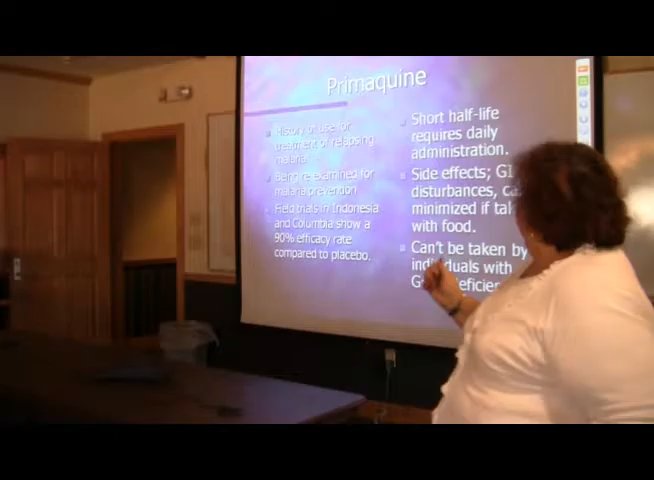 Primaquine
History of use for
treatment of relapsing
malaria
Being re-examined for
malaria prevention
Field trials in Indonesia
and Columbia show a
90% efficacy rate
compared to placebo.
Short half-life
requires daily
administration.
Side effects; GI
disturbances,
minimized if
with food.
Can't be taken by
individuals with